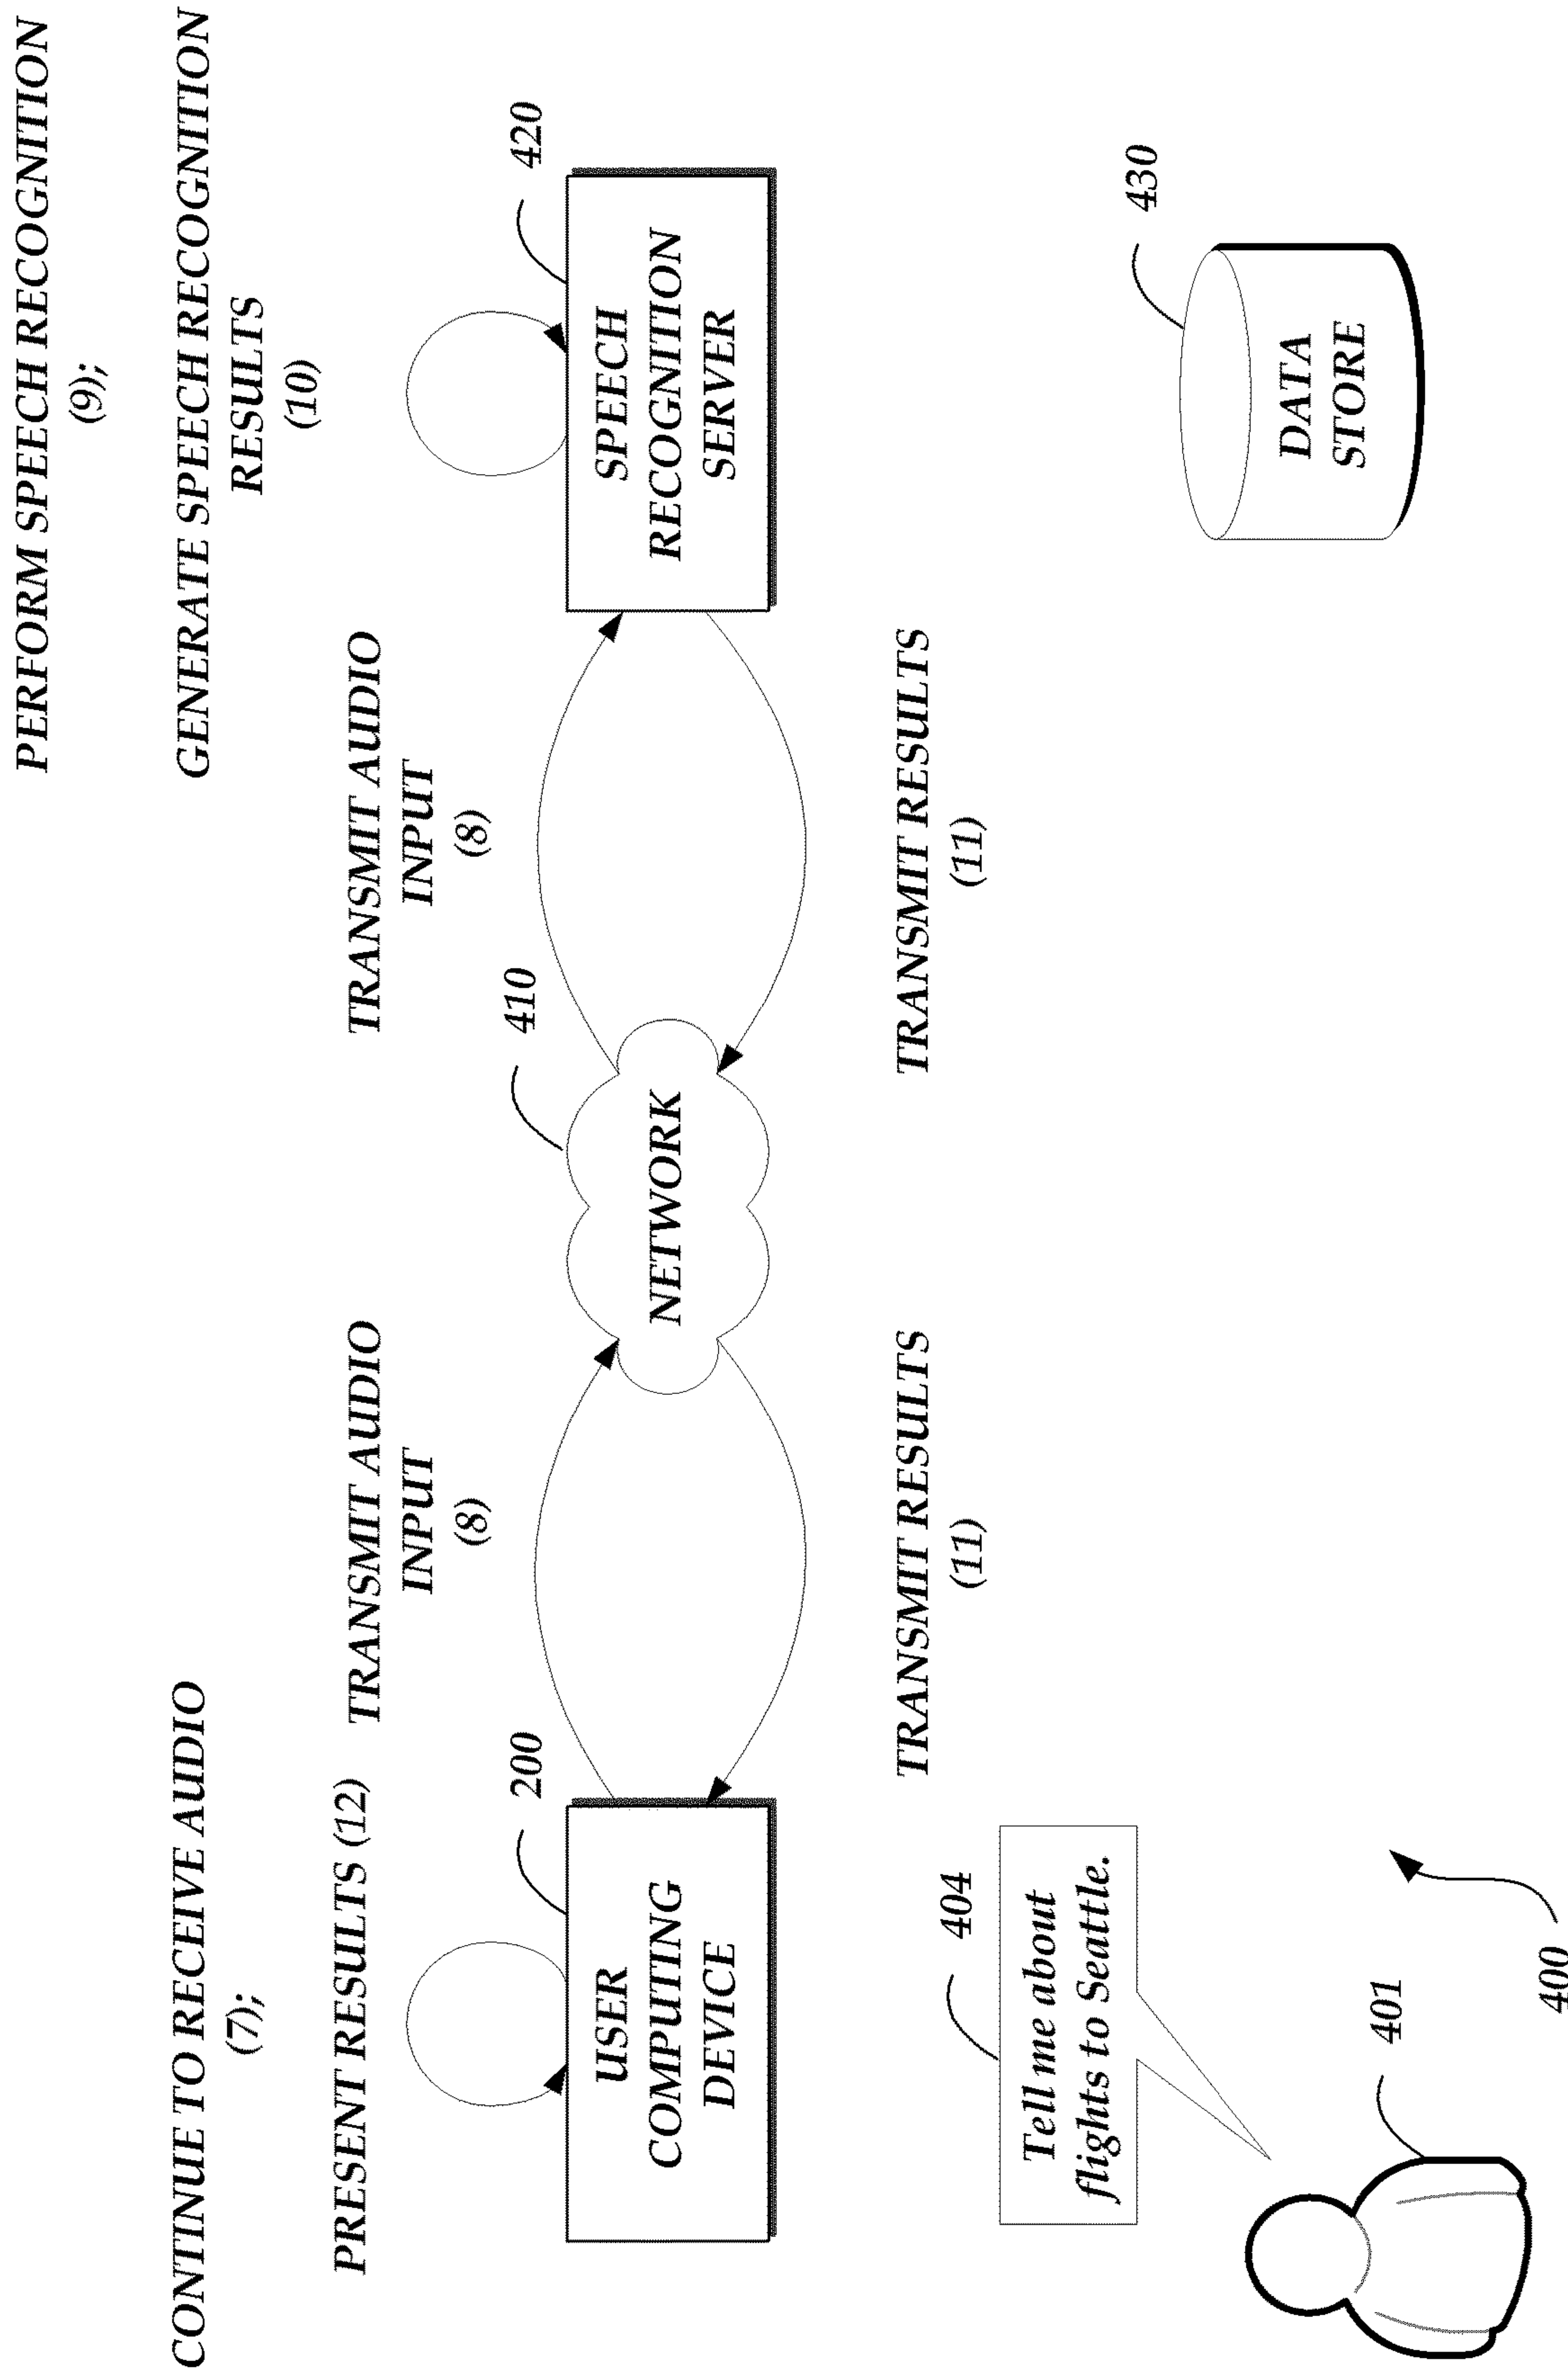 PERFORM SPEECH RECOGNITION
(9);
CONTINUE TO RECEIVE AUDIO
(7);
GENERATE SPEECH RECOGNITION
RESULTS
(10)
PRESENT RESULTS (12)
TRANSMIT AUDIO
INPUT
(8)
TRANSMIT AUDIO
INPUT
(8)
200
410
420
USER
COMPUTING
DEVICE
NETWORK
SPEECH
RECOGNITION
SERVER
TRANSMIT RESULTS
(11)
TRANSMIT RESULTS
(11)
404
Tell me about
flights to Seattle.
430
DATA
STORE
401
400